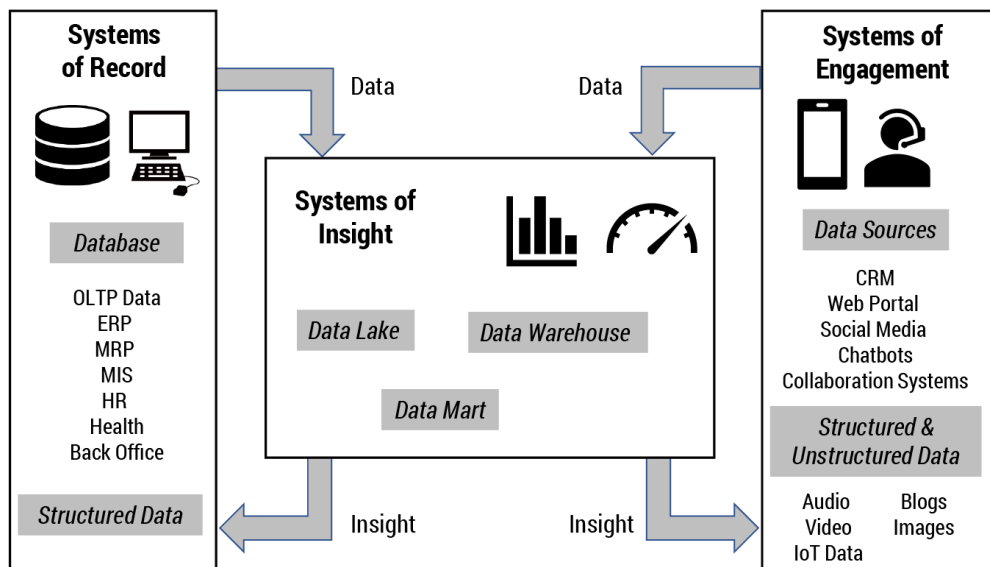 Systems
of Record
Database
OLTP Data
ERP
MRP
MIS
HR
Health
Back Office
Structured Data
Data
Data
Systems of
Insight
Data Lake
Data Warehouse
Data Mart
Insight
Insight
Systems of
Engagement
Data Sources
CRM
Web Portal
Social Media
Chatbots
Collaboration Systems
Structured &
Unstructured Data
Audio
Blogs
Video
Images
IoT Data